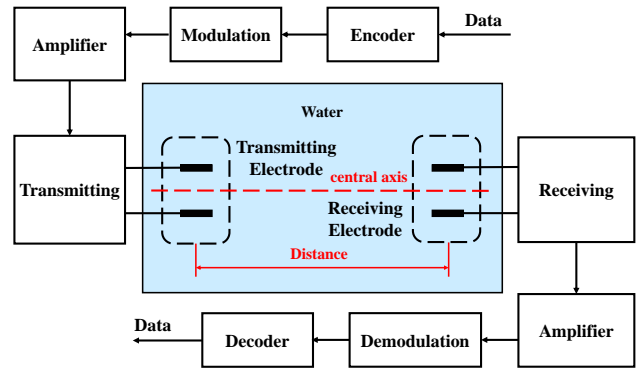 Data
Encoder
Modulation
Amplifier
Water
Transmitting
Electrode
central axis
Receiving
Electrode
Distance
Transmitting
Receiving
Amplifier
Demodulation
Decoder
Data